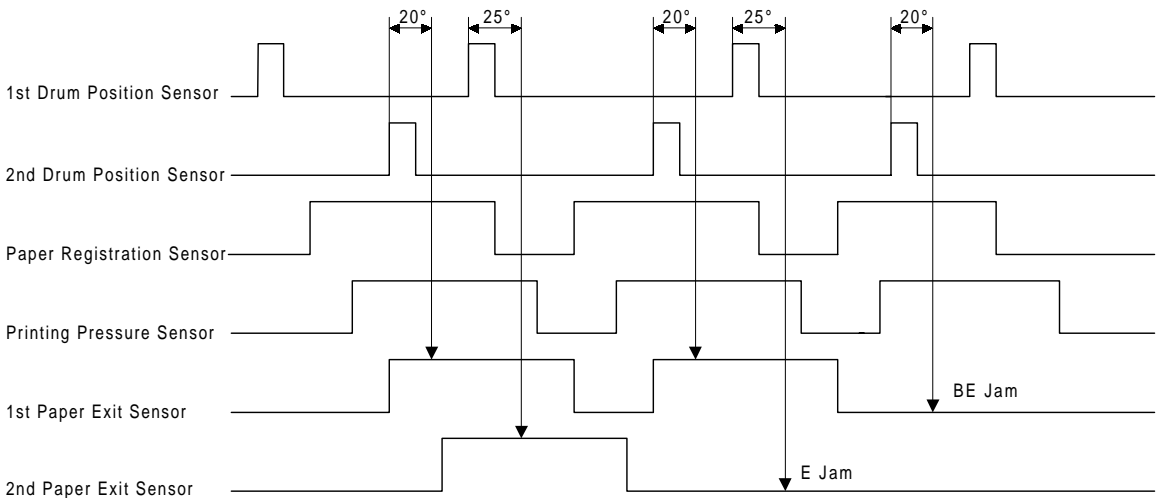 20° 25° 20° 25° 20°
1st Drum Position Sensor
2nd Drum Position Sensor
Paper Registration Sensor
Printing Pressure Sensor
BE Jam
1st Paper Exit Sensor
E Jam
2nd Paper Exit Sensor